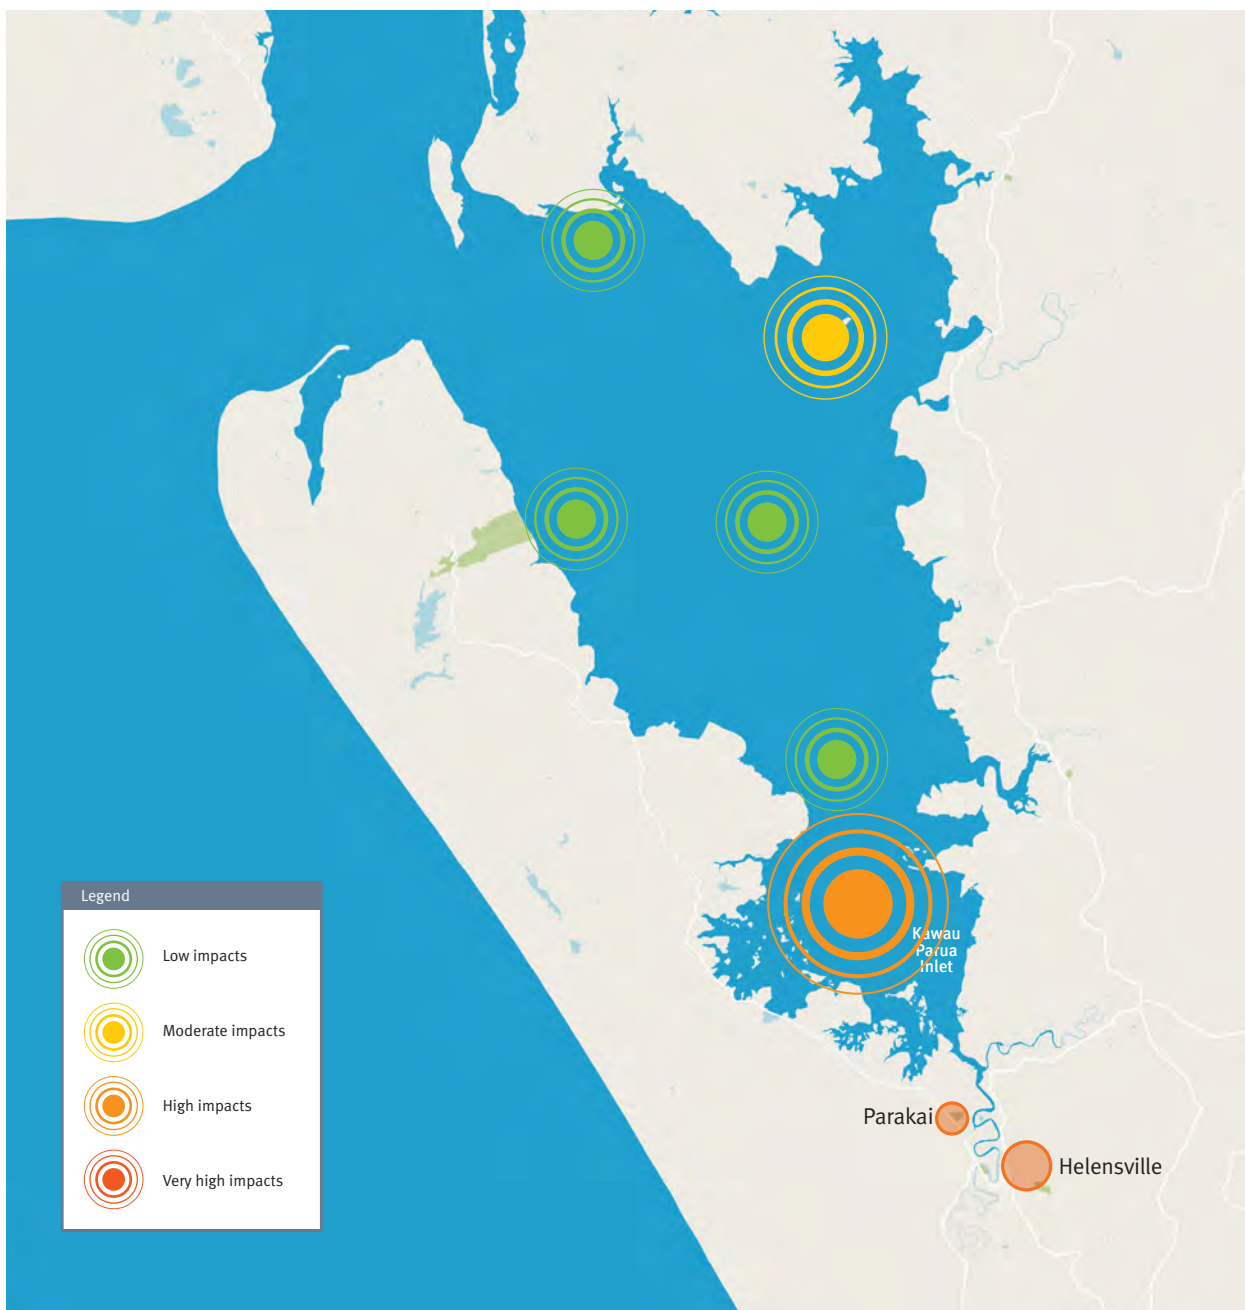 Legend
Low impacts
Moderate impacts
High impacts
Very high impacts
Kawau
Parua
Inlet
Parakai
Helensville